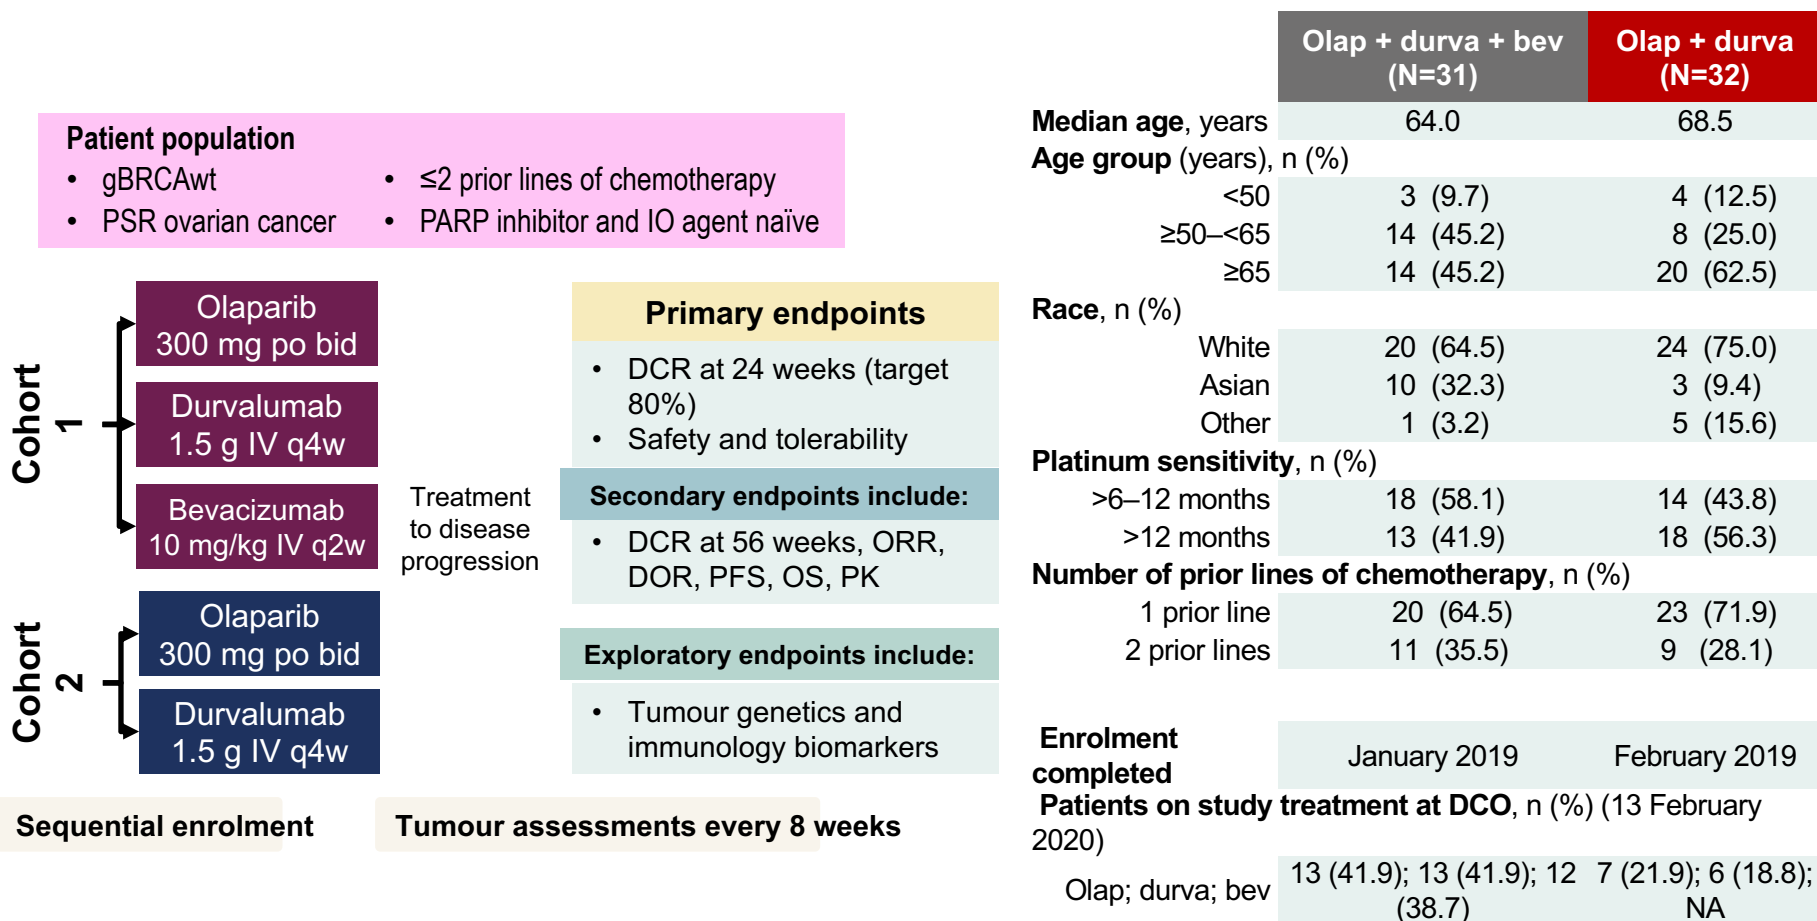 Patient population
• gBRCAwt
• PSR ovarian cancer
• ≤2 prior lines of chemotherapy
• PARP inhibitor and IO agent naïve
Cohort
1
Olaparib
300 mg po bid
Durvalumab
1.5 g IV q4w
Bevacizumab
10 mg/kg IV q2w
Cohort
2
Olaparib
300 mg po bid
Durvalumab
1.5 g IV q4w
Treatment
to disease
progression
Primary endpoints
• DCR at 24 weeks (target
80%)
• Safety and tolerability
Secondary endpoints include:
• DCR at 56 weeks, ORR,
DOR, PFS, OS, PK
Exploratory endpoints include:
• Tumour genetics and
immunology biomarkers
Sequential enrolment
Tumour assessments every 8 weeks
Olap + durva + bev
(N=31)
Olap + durva
(N=32)
Median age, years 64.0 68.5
Age group (years), n (%)
<50 3 (9.7) 4 (12.5)
≥50–<65 14 (45.2) 8 (25.0)
≥65 14 (45.2) 20 (62.5)
Race, n (%)
White 20 (64.5) 24 (75.0)
Asian 10 (32.3) 3 (9.4)
Other 1 (3.2) 5 (15.6)
Platinum sensitivity, n (%)
>6–12 months 18 (58.1) 14 (43.8)
>12 months 13 (41.9) 18 (56.3)
Number of prior lines of chemotherapy, n (%)
1 prior line 20 (64.5) 23 (71.9)
2 prior lines 11 (35.5) 9 (28.1)
Enrolment
completed
January 2019 February 2019
Patients on study treatment at DCO, n (%) (13 February
2020)
Olap; durva; bev
13 (41.9); 13 (41.9); 12
(38.7)
7 (21.9); 6 (18.8);
NA